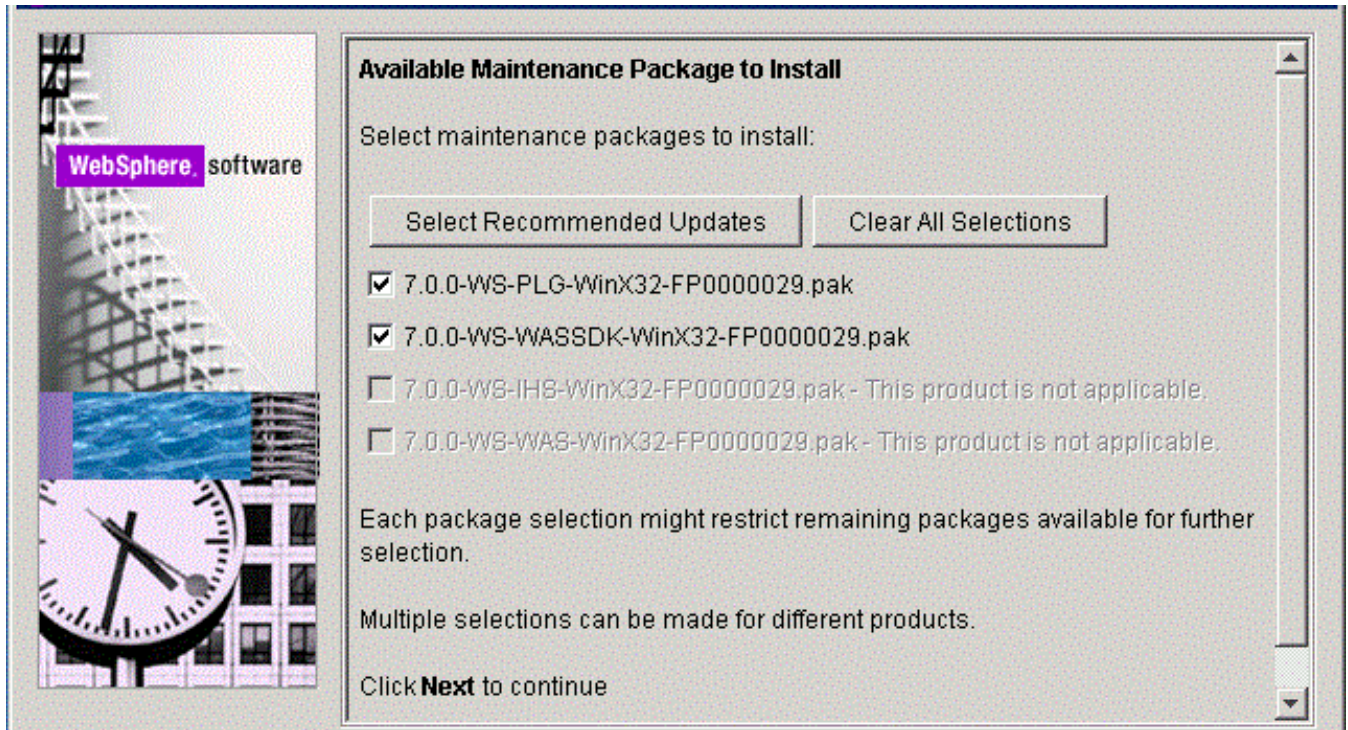 WebSphere. software
Available Maintenance Package to Install
Select maintenance packages to install:
Select Recommended Updates
Clear All Selections
7.0.0-WS-PLG-WinX32-FP0000029.pak
7.0.0-WS-WASSDK-WinX32-FP0000029.pak
7.0.0-WS-IHS-WinX32-FP0000029.pak - This product is not applicable.
7.0.0-WS-WAS-WinX32-FP0000029.pak - This product is not applicable.
Each package selection might restrict remaining packages available for further
selection.
Multiple selections can be made for different products.
Click Next to continue